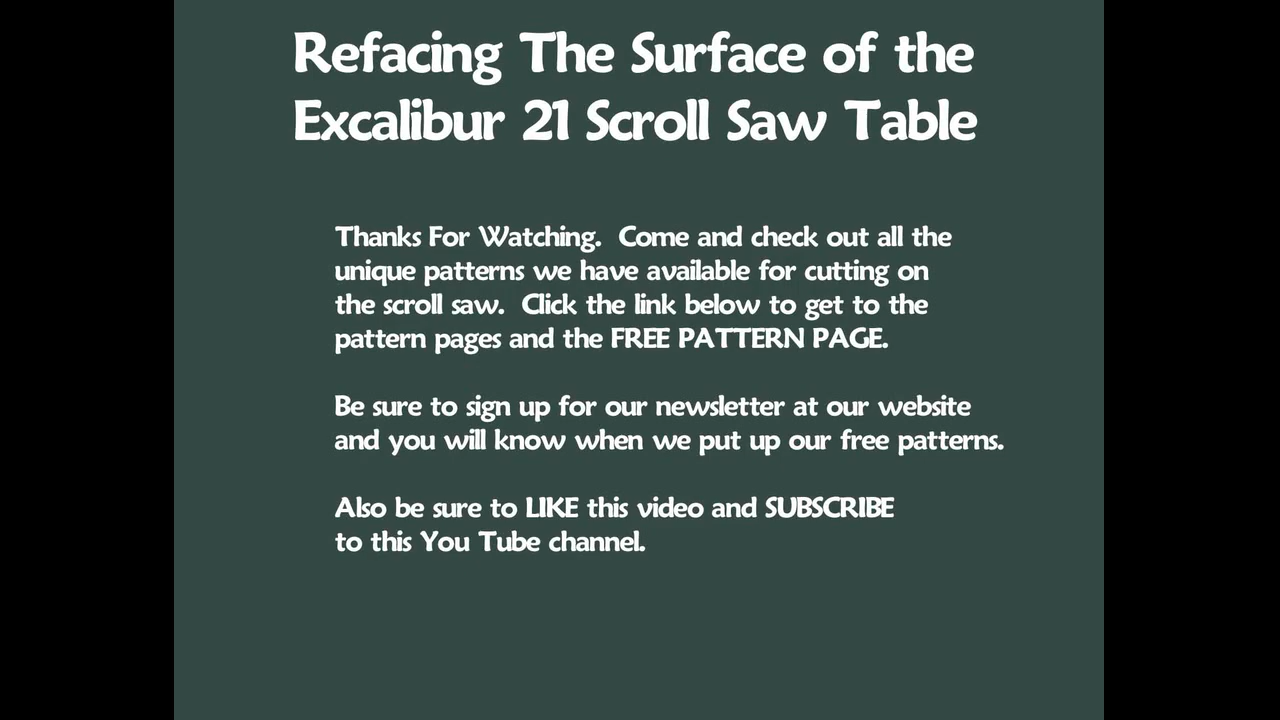 Refacing The Surface of the
Excalibur 21 Scroll Saw Table
Thanks For Watching.  Come and check out all the
unique patterns we have available for cutting on
the scroll saw.  Click the link below to get to the
pattern pages and the FREE PATTERN PAGE.
Be sure to sign up for our newsletter at our website
and you will know when we put up our free patterns.
Also be sure to LIKE this video and SUBSCRIBE
to this You Tube channel.